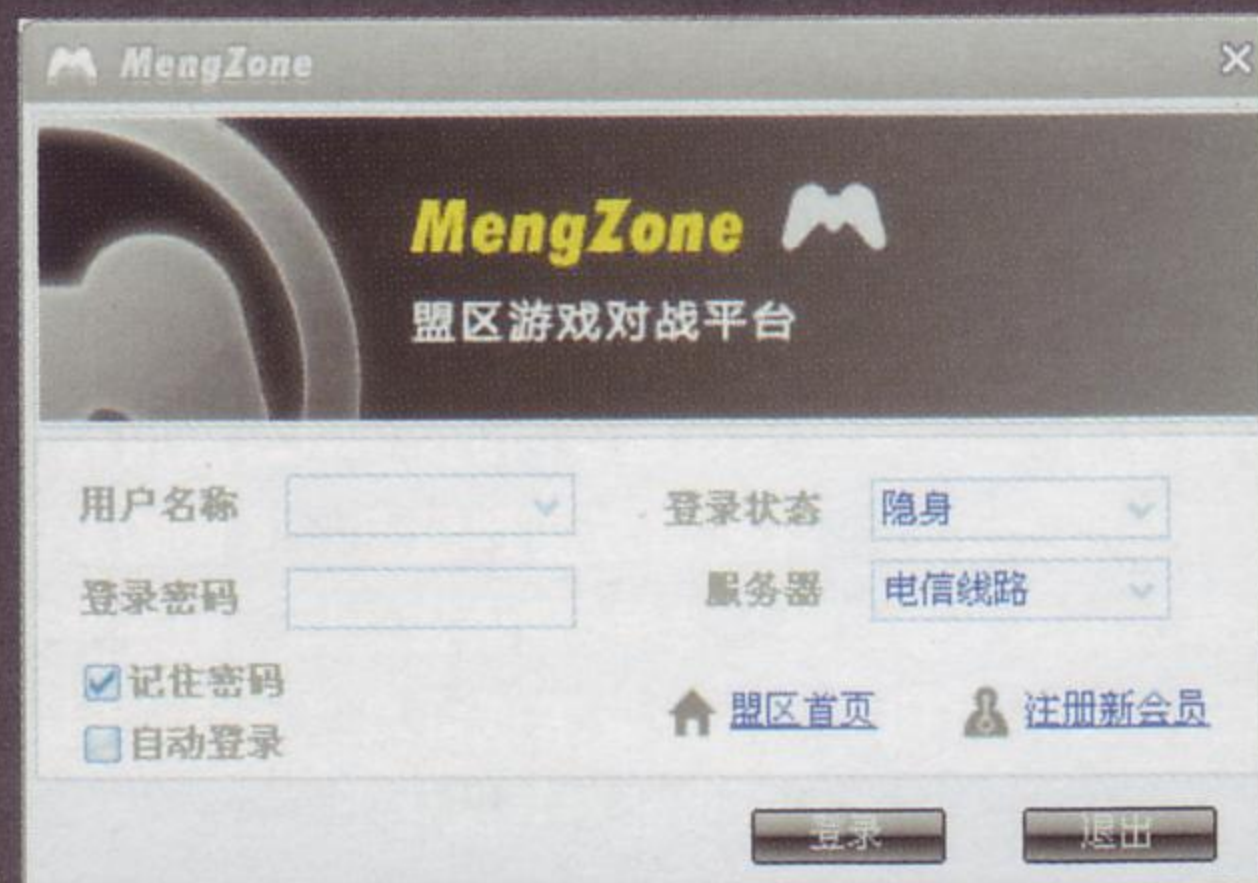 MengZone
MengZone
盟区游戏对战平台
用户名称 登录状态 隐身
登录密码 服务器 电信线路
记住密码
自动登录
盟区首页 注册新会员
登录 退出